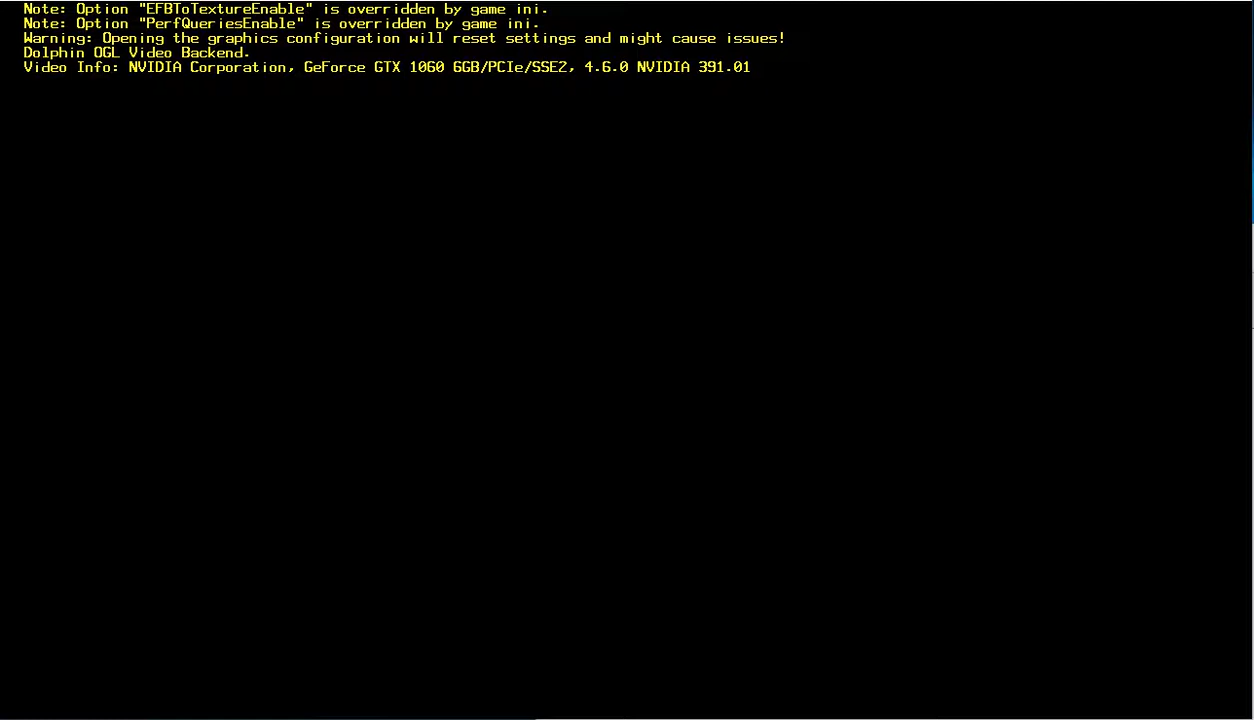 Note: Option "EFBToTextureEnable" is overridden by game ini.
Note: Option "PerfQueriesEnable" is overridden by game ini.
Warning: Opening the graphics configuration will reset settings and might cause issues!
Dolphin OGL Video Backend.
Video Info: NVIDIA Corporation, GeForce GTX 1060 6GB/PCIe/SSE2, 4.6.0 NVIDIA 391.01